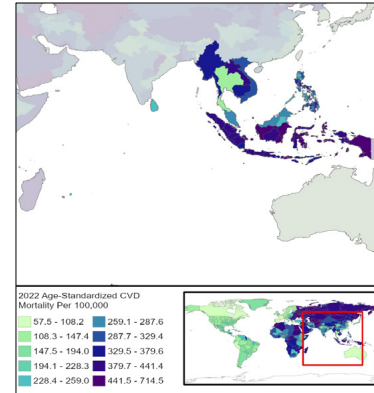 2022 Age-Standardized CVD
Mortality Per 100,000
57.5 - 108.2
108.3 - 147.4
147.5 - 194.0
194.1 - 228.3
228.4 - 259.0
259.1 - 287.6
287.7 - 329.4
329.5 - 379.6
379.7 - 441.4
441.5 - 714.5